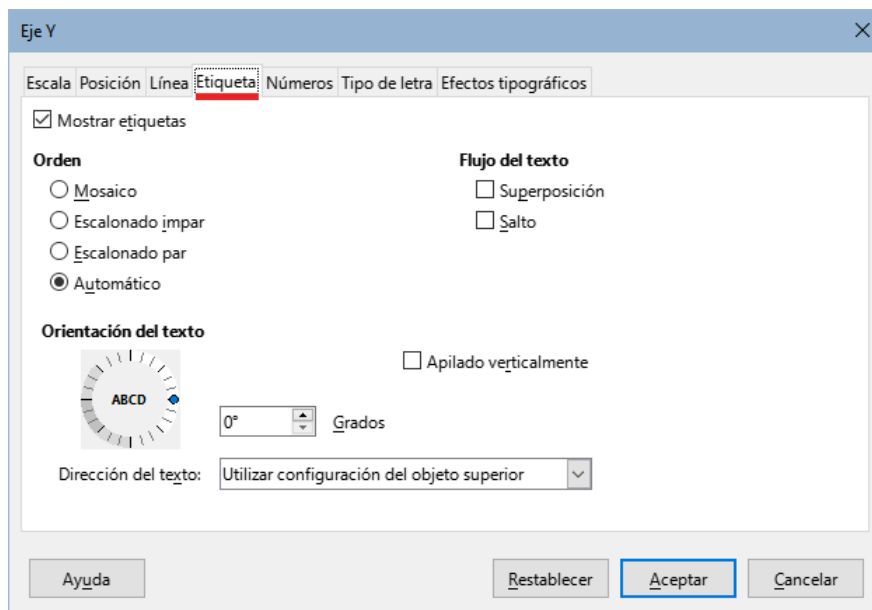 Eje Y
Escala Posición Línea Etiqueta Números Tipo de letra Efectos tipográficos
Mostrar etiquetas
Orden Flujo del texto
Mosaico Superposición
Escalonado impar Salto
Escalonado par
Automático
Orientación del texto
Apilado verticalmente
ABCD
0° Grados
Dirección del texto: Utilizar configuración del objeto superior
Ayuda Restablecer Aceptar Cancelar